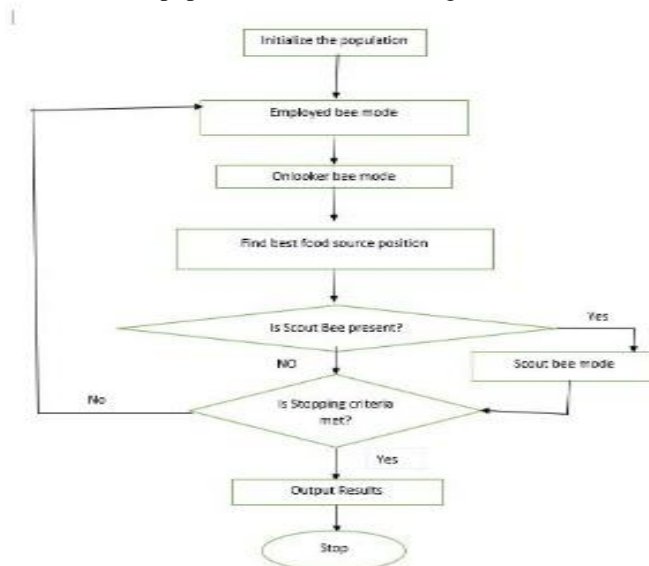 Initialize the population
Employed bee mode
Onlooker bee mode
Find best food source position
Is Scout Bee present?
Yes
Scout bee mode
NO
No
Is Stopping criteria
met?
Yes
Output Results
Stop